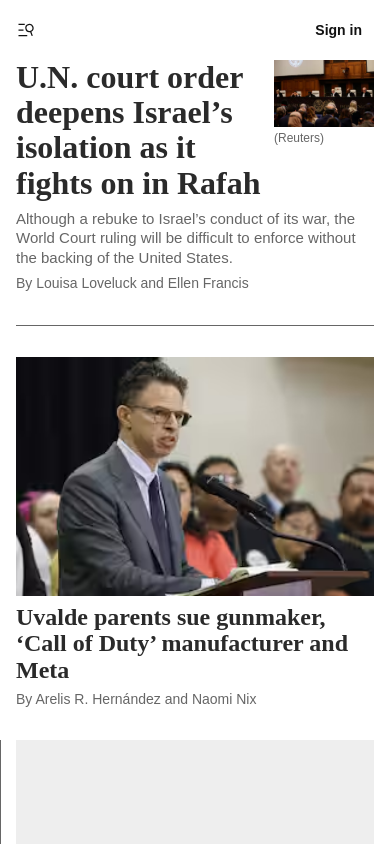 Sign in
U.N. court order
deepens Israel’s
isolation as it
fights on in Rafah
(Reuters)
Although a rebuke to Israel’s conduct of its war, the
World Court ruling will be difficult to enforce without
the backing of the United States.
By Louisa Loveluck and Ellen Francis
Uvalde parents sue gunmaker,
‘Call of Duty’ manufacturer and
Meta
By Arelis R. Hernández and Naomi Nix